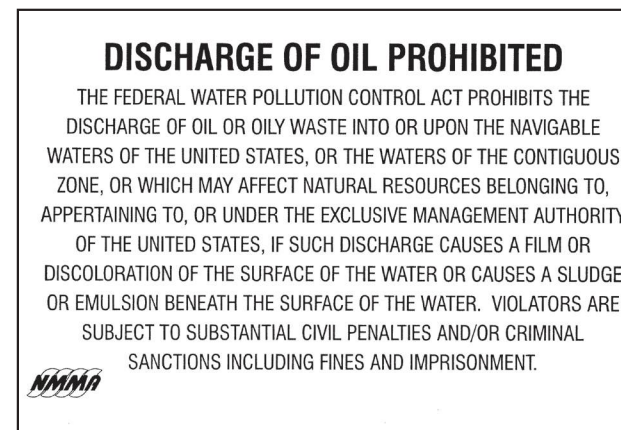 DISCHARGE OF OIL PROHIBITED
THE FEDERAL WATER POLLUTION CONTROL ACT PROHIBITS THE
DISCHARGE OF OIL OR OILY WASTE INTO OR UPON THE NAVIGABLE
WATERS OF THE UNITED STATES, OR THE WATERS OF THE CONTIGUOUS
ZONE, OR WHICH MAY AFFECT NATURAL RESOURCES BELONGING TO,
APPERTAINING TO, OR UNDER THE EXCLUSIVE MANAGEMENT AUTHORITY
OF THE UNITED STATES, IF SUCH DISCHARGE CAUSES A FILM OR
DISCOLORATION OF THE SURFACE OF THE WATER OR CAUSES A SLUDGE
OR EMULSION BENEATH THE SURFACE OF THE WATER. VIOLATORS ARE
SUBJECT TO SUBSTANTIAL CIVIL PENALTIES AND/OR CRIMINAL
SANCTIONS INCLUDING FINES AND IMPRISONMENT.
NMMA